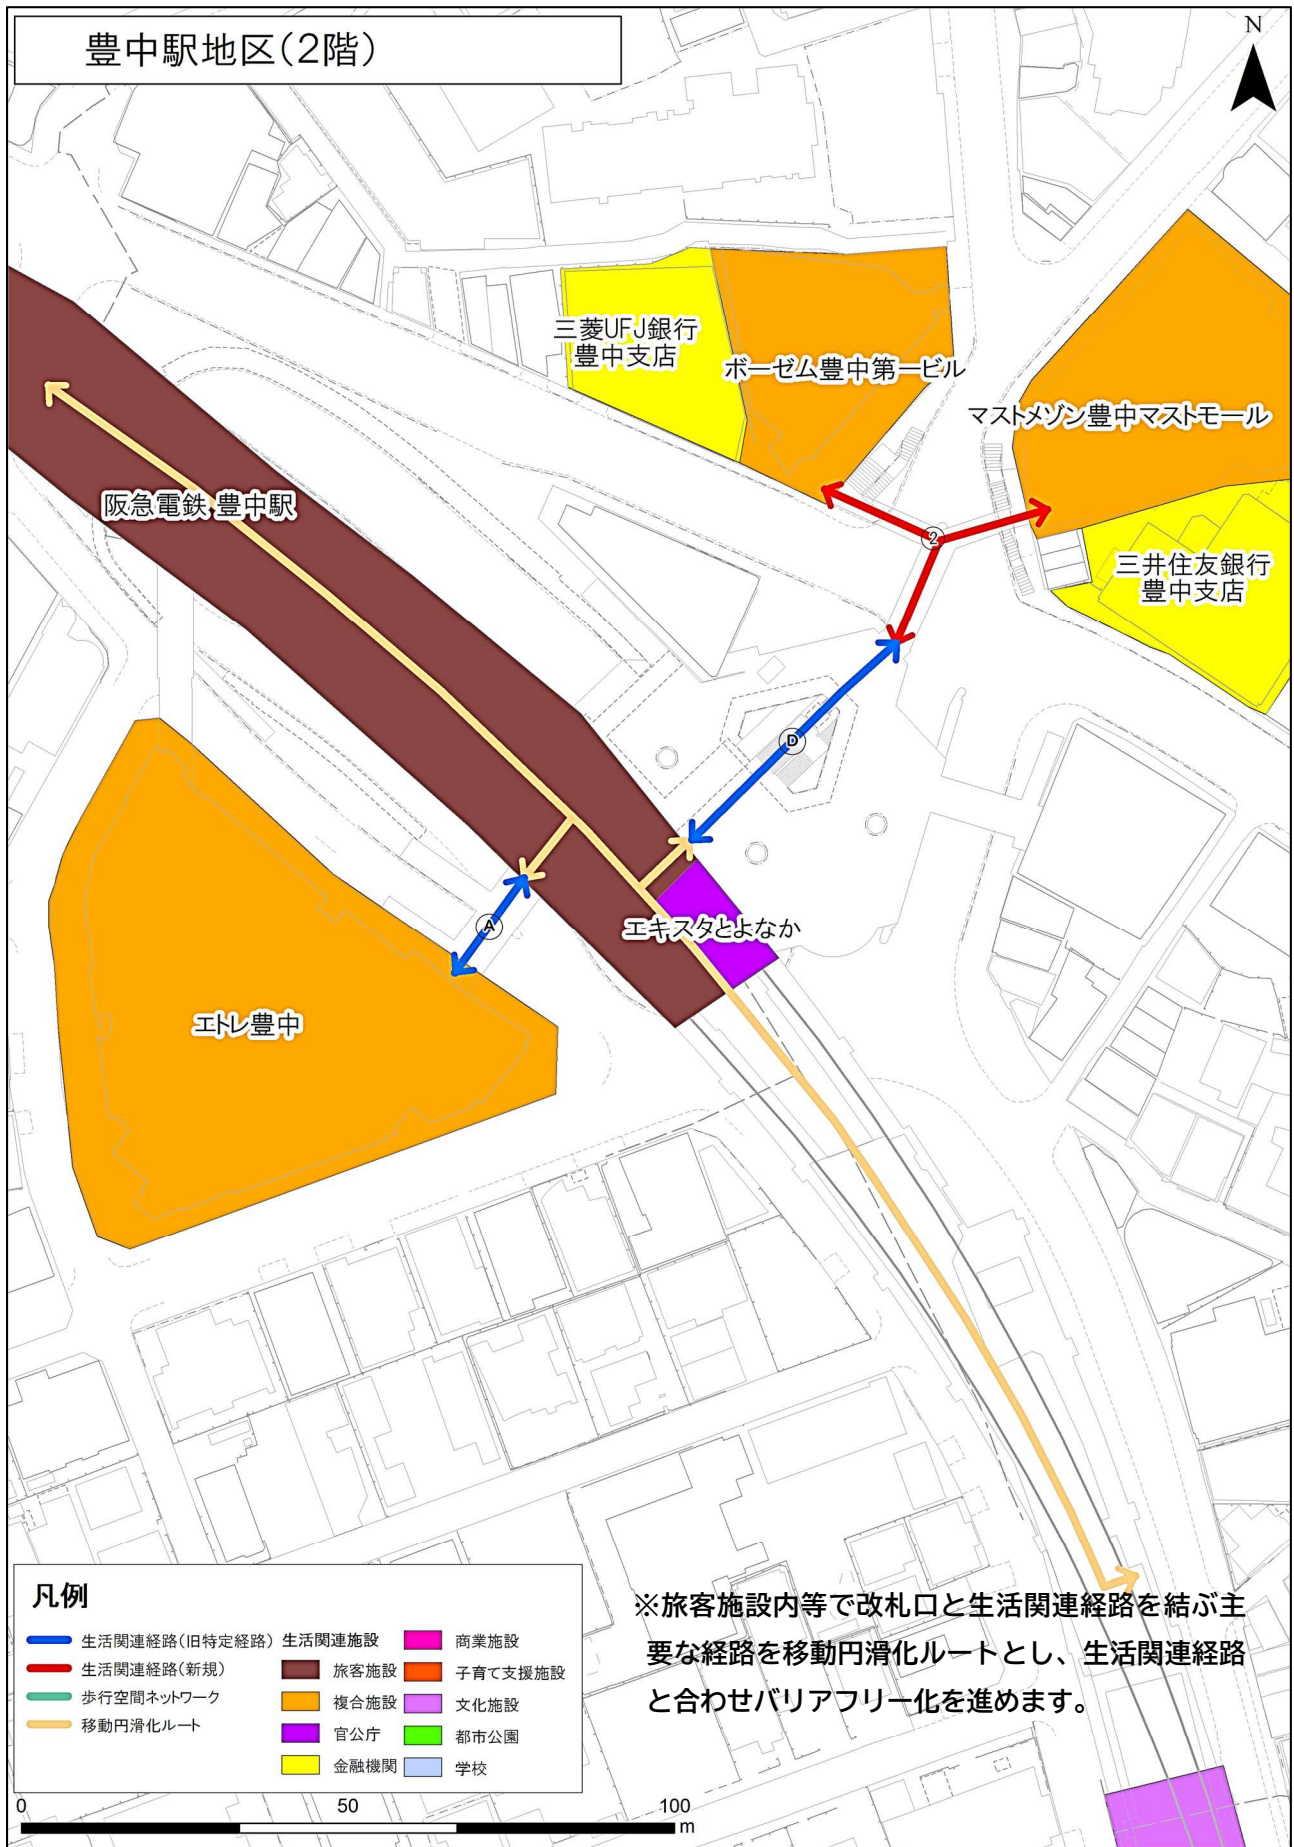 豊中駅地区(2階)
N
三菱UFJ銀行
豊中支店
ボーゼム豊中第一ビル
マストメゾン豊中マストモール
阪急電鉄 豊中駅
2
三井住友銀行
豊中支店
D
A
エキスタとよなか
エトレ豊中
凡例
生活関連経路(旧特定経路)
生活関連経路(新規)
歩行空間ネットワーク
移動円滑化ルート
生活関連施設
旅客施設
複合施設
官公庁
金融機関
商業施設
子育て支援施設
文化施設
都市公園
学校
※旅客施設内等で改札口と生活関連経路を結ぶ主
要な経路を移動円滑化ルートとし、生活関連経路
と合わせバリアフリー化を進めます。
0 50 100
m